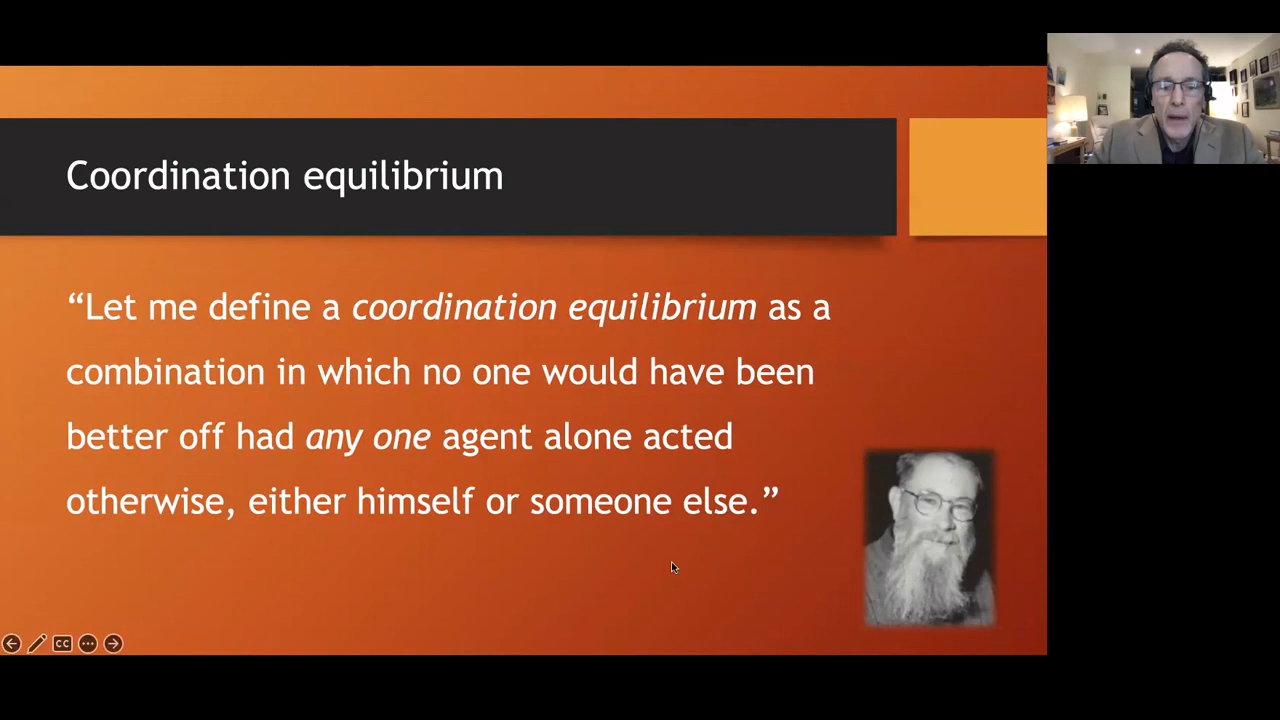 Coordination equilibrium
“Let me define a coordination equilibrium as a
combination in which no one would have been
better off had any one agent alone acted
otherwise, either himself or someone else.”
CC